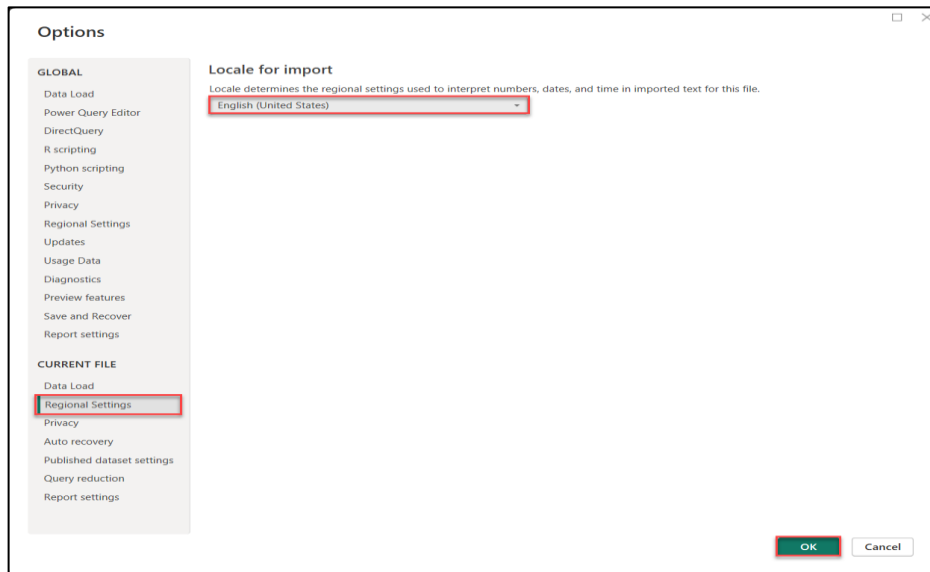 Options
GLOBAL
Data Load
Power Query Editor
DirectQuery
R scripting
Python scripting
Security
Privacy
Regional Settings
Updates
Usage Data
Diagnostics
Preview features
Save and Recover
Report settings
CURRENT FILE
Data Load
Regional Settings
Privacy
Auto recovery
Published dataset settings
Query reduction
Report settings
Locale for import
Locale determines the regional settings used to interpret numbers, dates, and time in imported text for this file.
English (United States)
OK
Cancel